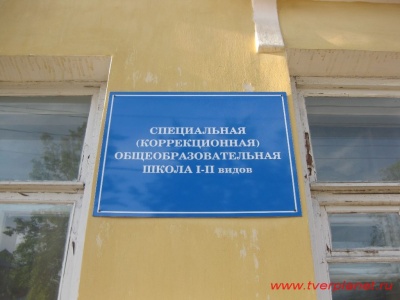 СПЕЦИАЛЬНАЯ
(КОРРЕКЦИОННАЯ)
ОБЩЕОБРАЗОВАТЕЛЬНАЯ
ШКОЛА I-II видов
www.tverplanet.ru